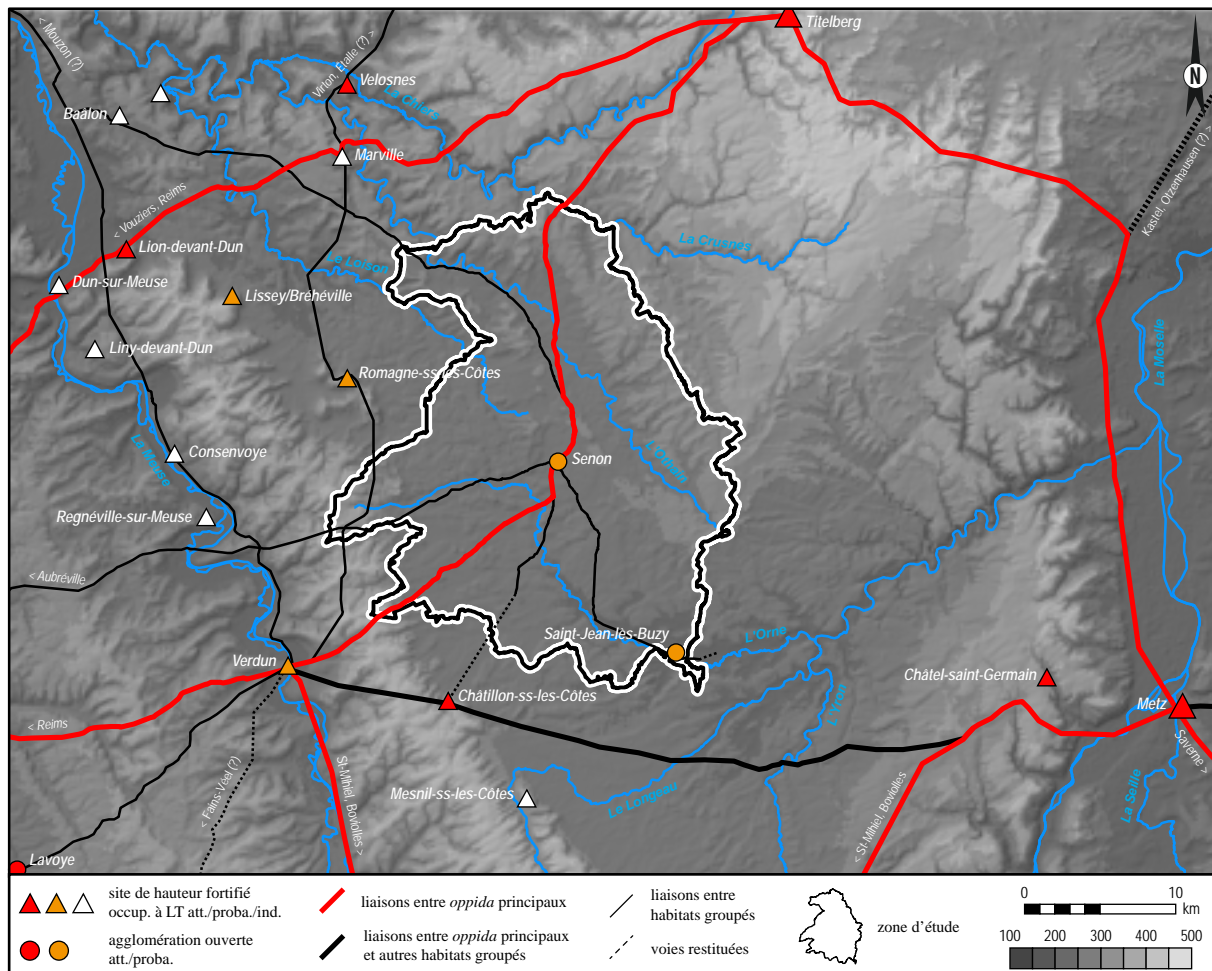 Titelberg
< Mouzon (?)
Virton, Etalle (?) >
Velosnes
La Chiers
N
Baâlon
Marville
Kastel, Otzenhausen (?) >
< Vouziers, Reims
La Crusnes
Lion-devant-Dun
Le Loison
Dun-sur-Meuse
Lissey/Bréhéville
La Moselle
Liny-devant-Dun
Romagne-ss-les-Côtes
La Meuse
Consenvoye
Senon
L'Othain
Regnéville-sur-Meuse
< Aubréville
Saint-Jean-lès-Buzy
L'Orne
Verdun
Châtel-saint-Germain
Châtillon-ss-les-Côtes
L'Yron
Metz
< Reims
Saverne >
< Fains-Véel (?)
St-Mihiel, Boviolles >
Mesnil-ss-les-Côtes
Le Longeau
< St-Mihiel, Boviolles
La Seille
Lavoye
site de hauteur fortifié
occup. à LT att./proba./ind.
agglomération ouverte
att./proba.
liaisons entre oppida principaux
liaisons entre oppida principaux
et autres habitats groupés
liaisons entre
habitats groupés
voies restituées
zone d'étude
0 10
km
100 200 300 400 500